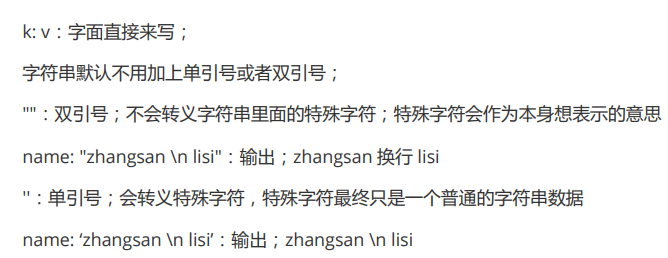 k: v：字面直接来写；
字符串默认不用加上单引号或者双引号；
""：双引号；不会转义字符串里面的特殊字符；特殊字符会作为本身想表示的意思
name: "zhangsan \n lisi"：输出；zhangsan 换行 lisi
''：单引号；会转义特殊字符，特殊字符最终只是一个普通的字符串数据
name: ‘zhangsan \n lisi’：输出；zhangsan \n lisi